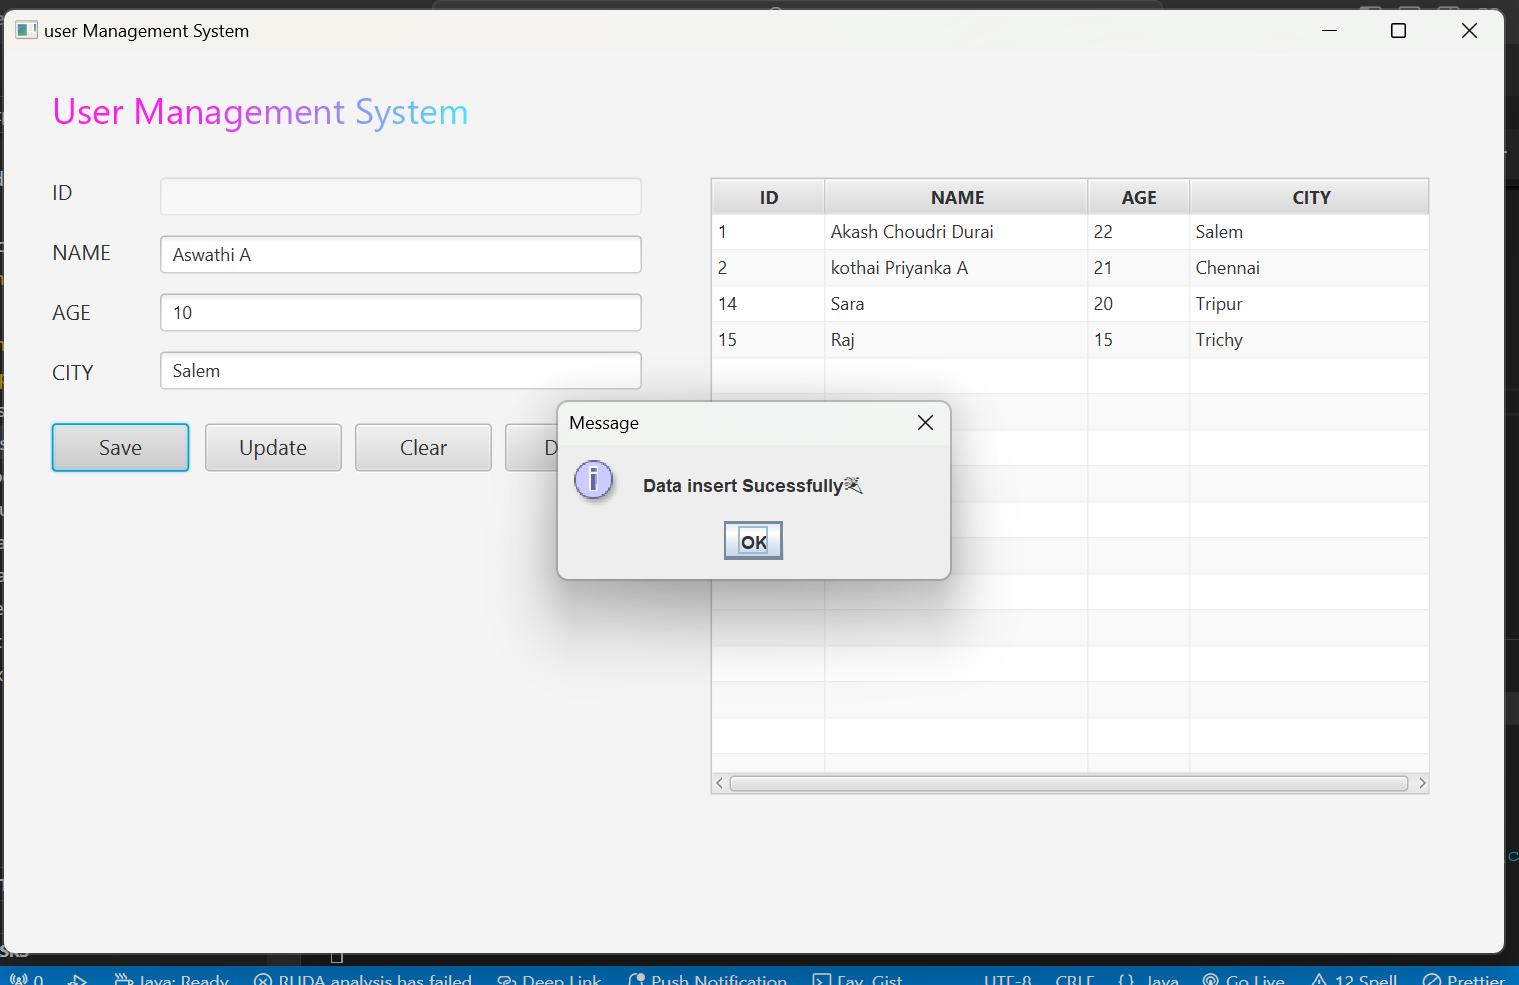 user Management System
User Management System
ID
NAME
Aswathi A
AGE
10
CITY
Salem
Save
Update
Clear
D
ID NAME AGE CITY
1 Akash Choudri Durai 22 Salem
2 kothai Priyanka A 21 Chennai
14 Sara 20 Tripur
15 Raj 15 Trichy
Message
Data insert Sucessfully
OK
0 Java: Ready RUDA analysis has failed Deep Link Push Notification Fav. Gist UTF-8 CRLF {} Java Go Live 12 Spell Prettier